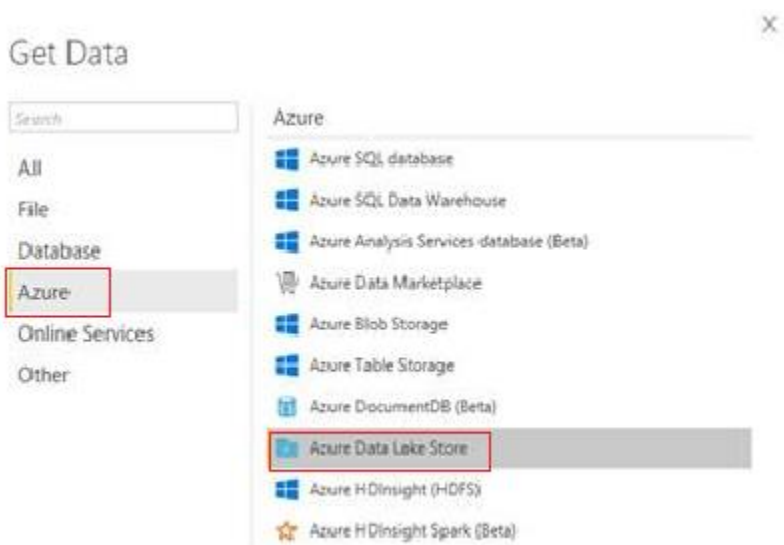 Get Data
Search
All
File
Database
Azure
Online Services
Other
Azure
Azure SQL database
Azure SQL Data Warehouse
Azure Analysis Services database (Beta)
Azure Data Marketplace
Azure Blob Storage
Azure Table Storage
Azure DocumentDB (Beta)
Azure Data Lake Store
Azure HDInsight (HDFS)
Azure HDInsight Spark (Beta)